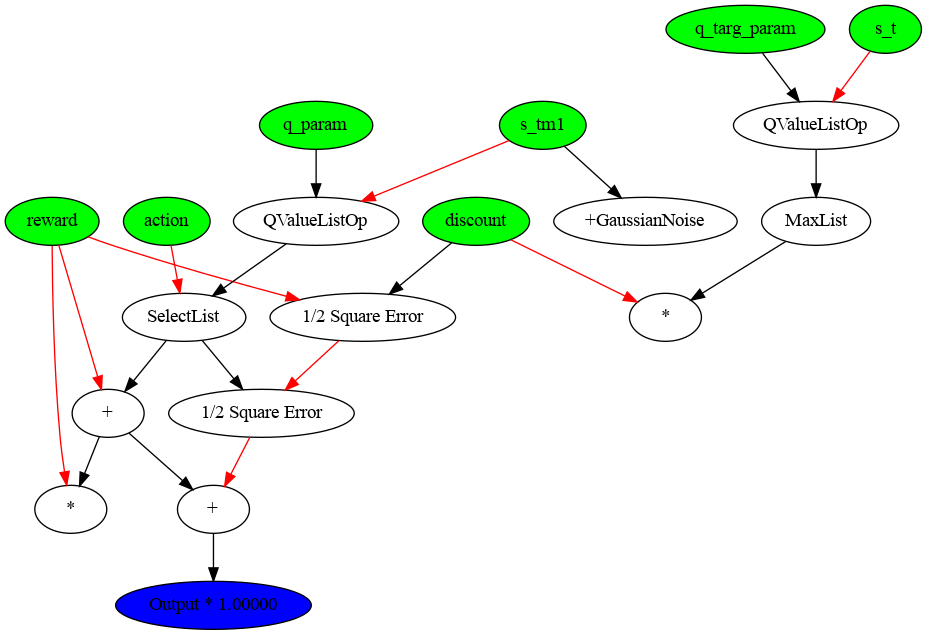 q_targ_param
s_t
q_param
s_tm1
QValueListOp
reward
action
QValueListOp
discount
+GaussianNoise
MaxList
SelectList
1/2 Square Error
*
+
1/2 Square Error
*
+
Output * 1.00000